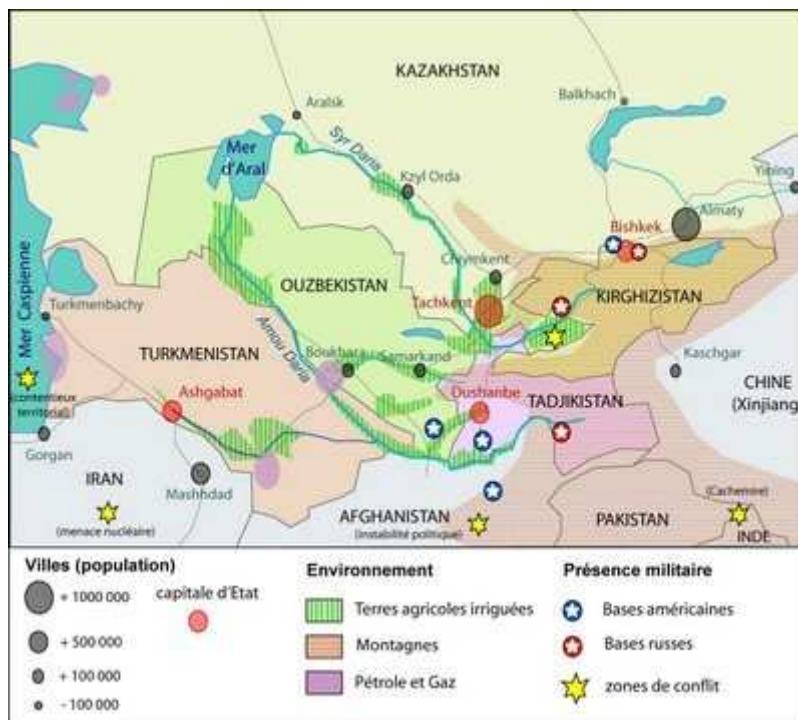 KAZAKHSTAN
Aralsk
Balkhach
Mer
d'Aral
Syr Daria
Kzyl Orda
Yining
Almaty
Bishkek
Chymkent
OUZBEKISTAN
Tachkent
KIRGHIZISTAN
Mer Caspienne
Turkmenbachy
Amou Daria
TURKMENISTAN
Boukhara
Samarkand
Kaschgar
CHINE
(Xinjiang)
(contentieux
territorial)
Ashgabat
Dushanbe
TADJIKISTAN
Gorgan
IRAN
Mashhdad
(menace nucléaire)
AFGHANISTAN
(instabilité politique)
PAKISTAN
(Cachemire)
INDE
Villes (population)
+ 1000 000
+ 500 000
+ 100 000
- 100 000
capitale d'Etat
Environnement
Terres agricoles irriguées
Montagnes
Pétrole et Gaz
Présence militaire
Bases américaines
Bases russes
zones de conflit